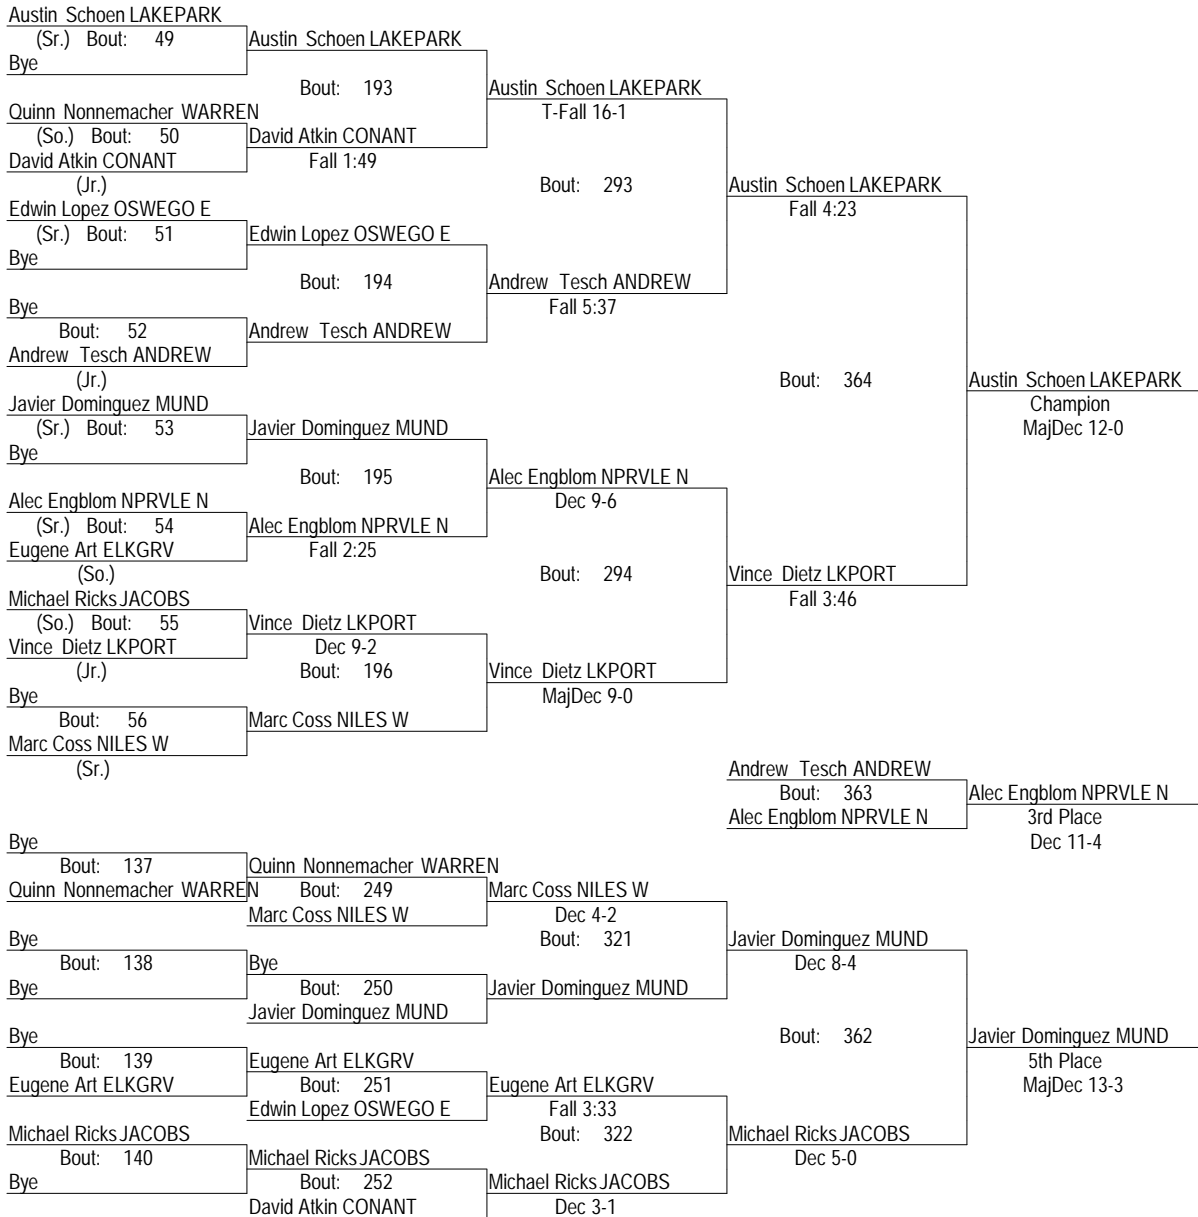 Austin Schoen LAKEPARK
(Sr.) Bout: 49 Austin Schoen LAKEPARK
Bye
Bout: 193 Austin Schoen LAKEPARK
Quinn Nonnemacher WARREN T-Fall 16-1
(So.) Bout: 50 David Atkin CONANT
David Atkin CONANT Fall 1:49
(Jr.) Bout: 293 Austin Schoen LAKEPARK
Edwin Lopez OSWEGO E Fall 4:23
(Sr.) Bout: 51 Edwin Lopez OSWEGO E
Bye
Bout: 194 Andrew Tesch ANDREW
Bye Fall 5:37
Bout: 52 Andrew Tesch ANDREW
Andrew Tesch ANDREW
(Jr.) Bout: 364 Austin Schoen LAKEPARK
Javier Dominguez MUND Champion
(Sr.) Bout: 53 Javier Dominguez MUND MajDec 12-0
Bye
Bout: 195 Alec Engblom NPRVLE N
Alec Engblom NPRVLE N Dec 9-6
(Sr.) Bout: 54 Alec Engblom NPRVLE N
Eugene Art ELKGRV Fall 2:25
(So.) Bout: 294 Vince Dietz LKPORT
Michael Ricks JACOBS Fall 3:46
(So.) Bout: 55 Vince Dietz LKPORT
Vince Dietz LKPORT Dec 9-2
(Jr.) Bout: 196 Vince Dietz LKPORT
Bye MajDec 9-0
Bout: 56 Marc Coss NILES W
Marc Coss NILES W
(Sr.) Andrew Tesch ANDREW
Bout: 363 Alec Engblom NPRVLE N
Alec Engblom NPRVLE N 3rd Place
Bye Dec 11-4
Bout: 137 Quinn Nonnemacher WARREN
Quinn Nonnemacher WARREN Bout: 249 Marc Coss NILES W
Marc Coss NILES W Dec 4-2
Bye Bout: 321 Javier Dominguez MUND
Bout: 138 Bye Dec 8-4
Bye Bout: 250 Javier Dominguez MUND
Javier Dominguez MUND
Bye Bout: 362 Javier Dominguez MUND
Bout: 139 Eugene Art ELKGRV 5th Place
Eugene Art ELKGRV Bout: 251 Eugene Art ELKGRV MajDec 13-3
Edwin Lopez OSWEGO E Fall 3:33
Michael Ricks JACOBS Bout: 322 Michael Ricks JACOBS
Bout: 140 Michael Ricks JACOBS Dec 5-0
Bye Bout: 252 Michael Ricks JACOBS
David Atkin CONANT Dec 3-1